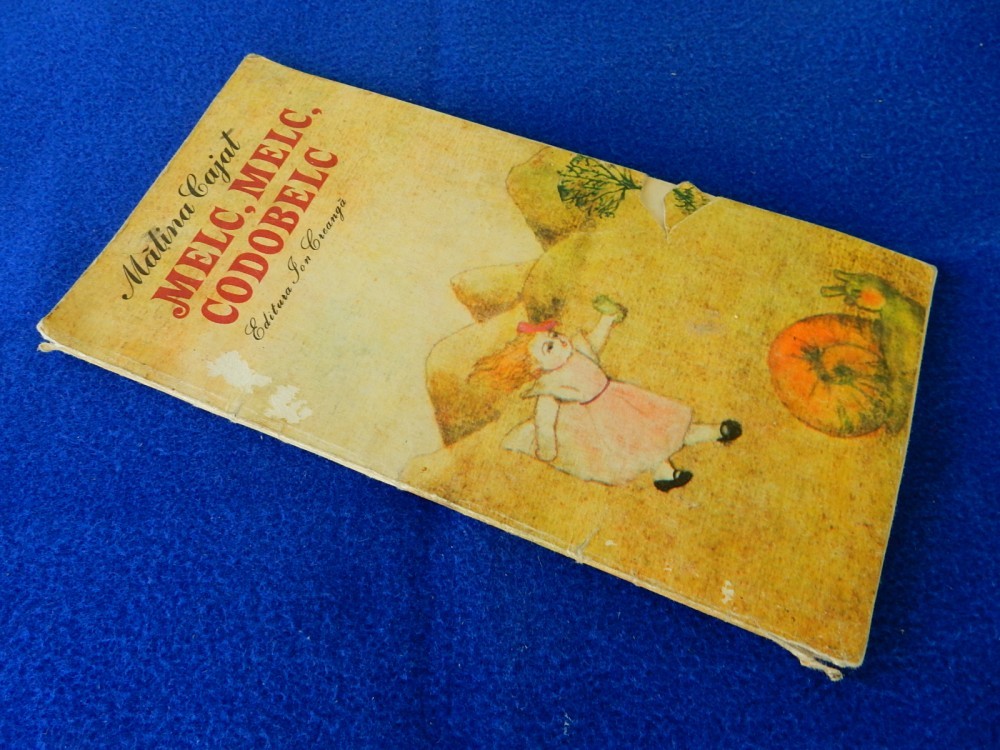 Mălina Cajal
MELC, MELC,
CODOBELC
Editura Ion Creangă